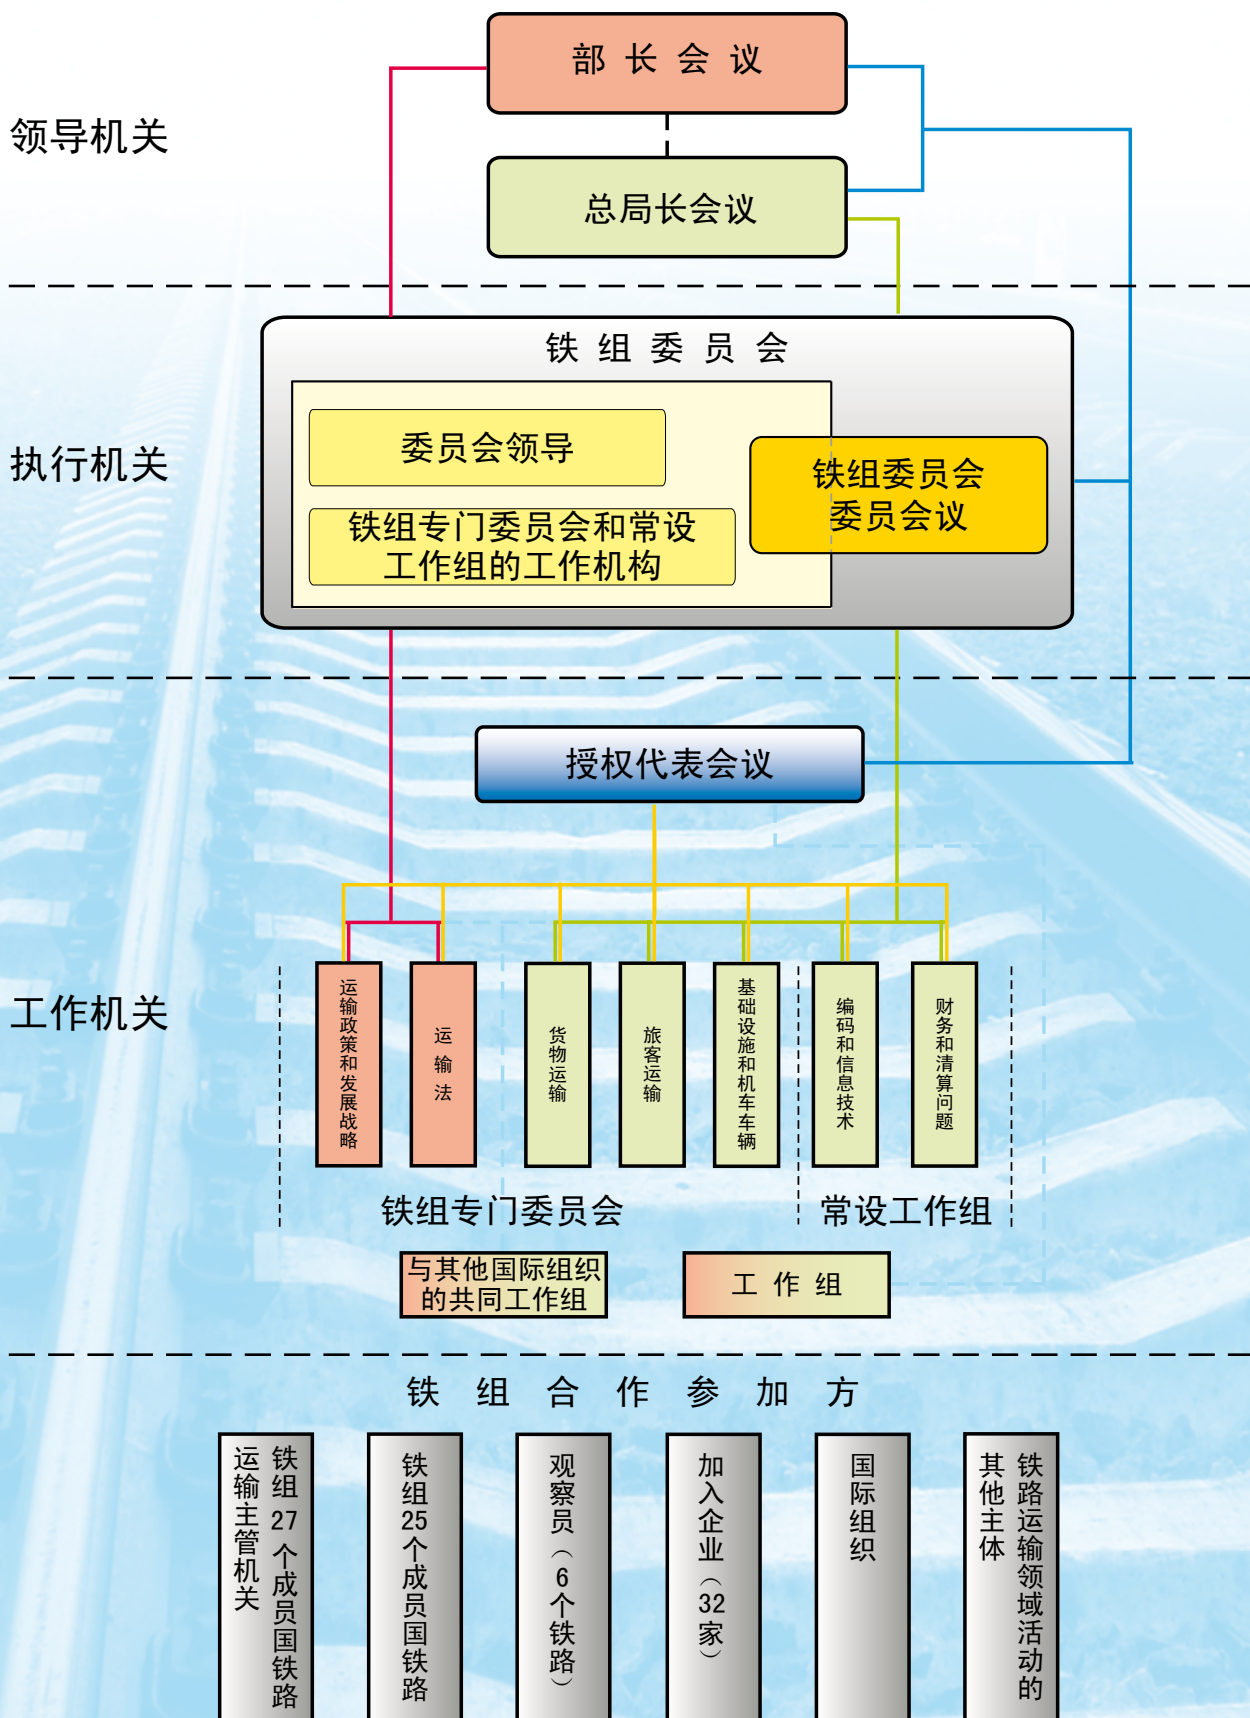 部长会议
领导机关
总局长会议
铁组委员会
委员会领导
执行机关
铁组委员会
委员会议
铁组专门委员会和常设
工作组的工作机构
授权代表会议
工作机关
运输政策和发展战略
运输法
货物运输
旅客运输
基础设施和机车车辆
编码和信息技术
财务和清算问题
铁组专门委员会
常设工作组
与其他国际组织
的共同工作组
工作组
铁组合作参加方
铁组27个成员国铁路
运输主管机关
铁组25个成员国铁路
观察员（6个铁路）
加入企业（32家）
国际组织
铁路运输领域活动的
其他主体